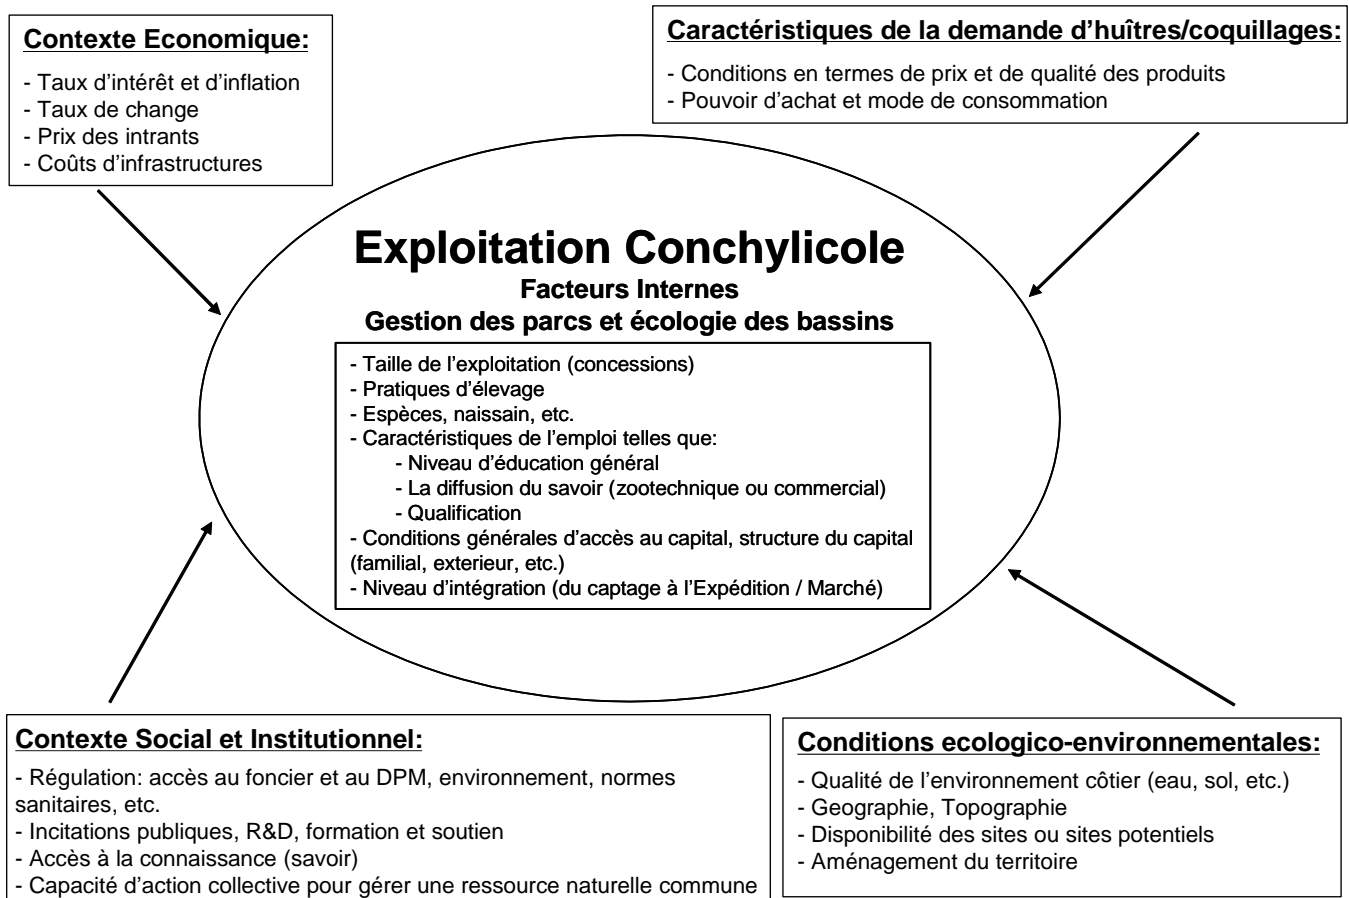 Contexte Economique:
- Taux d'intérêt et d'inflation
- Taux de change
- Prix des intrants
- Coûts d'infrastructures
Caractéristiques de la demande d'huîtres/coquillages:
- Conditions en termes de prix et de qualité des produits
- Pouvoir d'achat et mode de consommation
Exploitation Conchylicole
Facteurs Internes
Gestion des parcs et écologie des bassins
- Taille de l'exploitation (concessions)
- Pratiques d'élevage
- Espèces, naissain, etc.
- Caractéristiques de l'emploi telles que:
- Niveau d'éducation général
- La diffusion du savoir (zootechnique ou commercial)
- Qualification
- Conditions générales d'accès au capital, structure du capital
(familial, exterieur, etc.)
- Niveau d'intégration (du captage à l'Expédition / Marché)
Contexte Social et Institutionnel:
- Régulation: accès au foncier et au DPM, environnement, normes
sanitaires, etc.
- Incitations publiques, R&D, formation et soutien
- Accès à la connaissance (savoir)
- Capacité d'action collective pour gérer une ressource naturelle commune
Conditions ecologico-environnementales:
- Qualité de l'environnement côtier (eau, sol, etc.)
- Geographie, Topographie
- Disponibilité des sites ou sites potentiels
- Aménagement du territoire